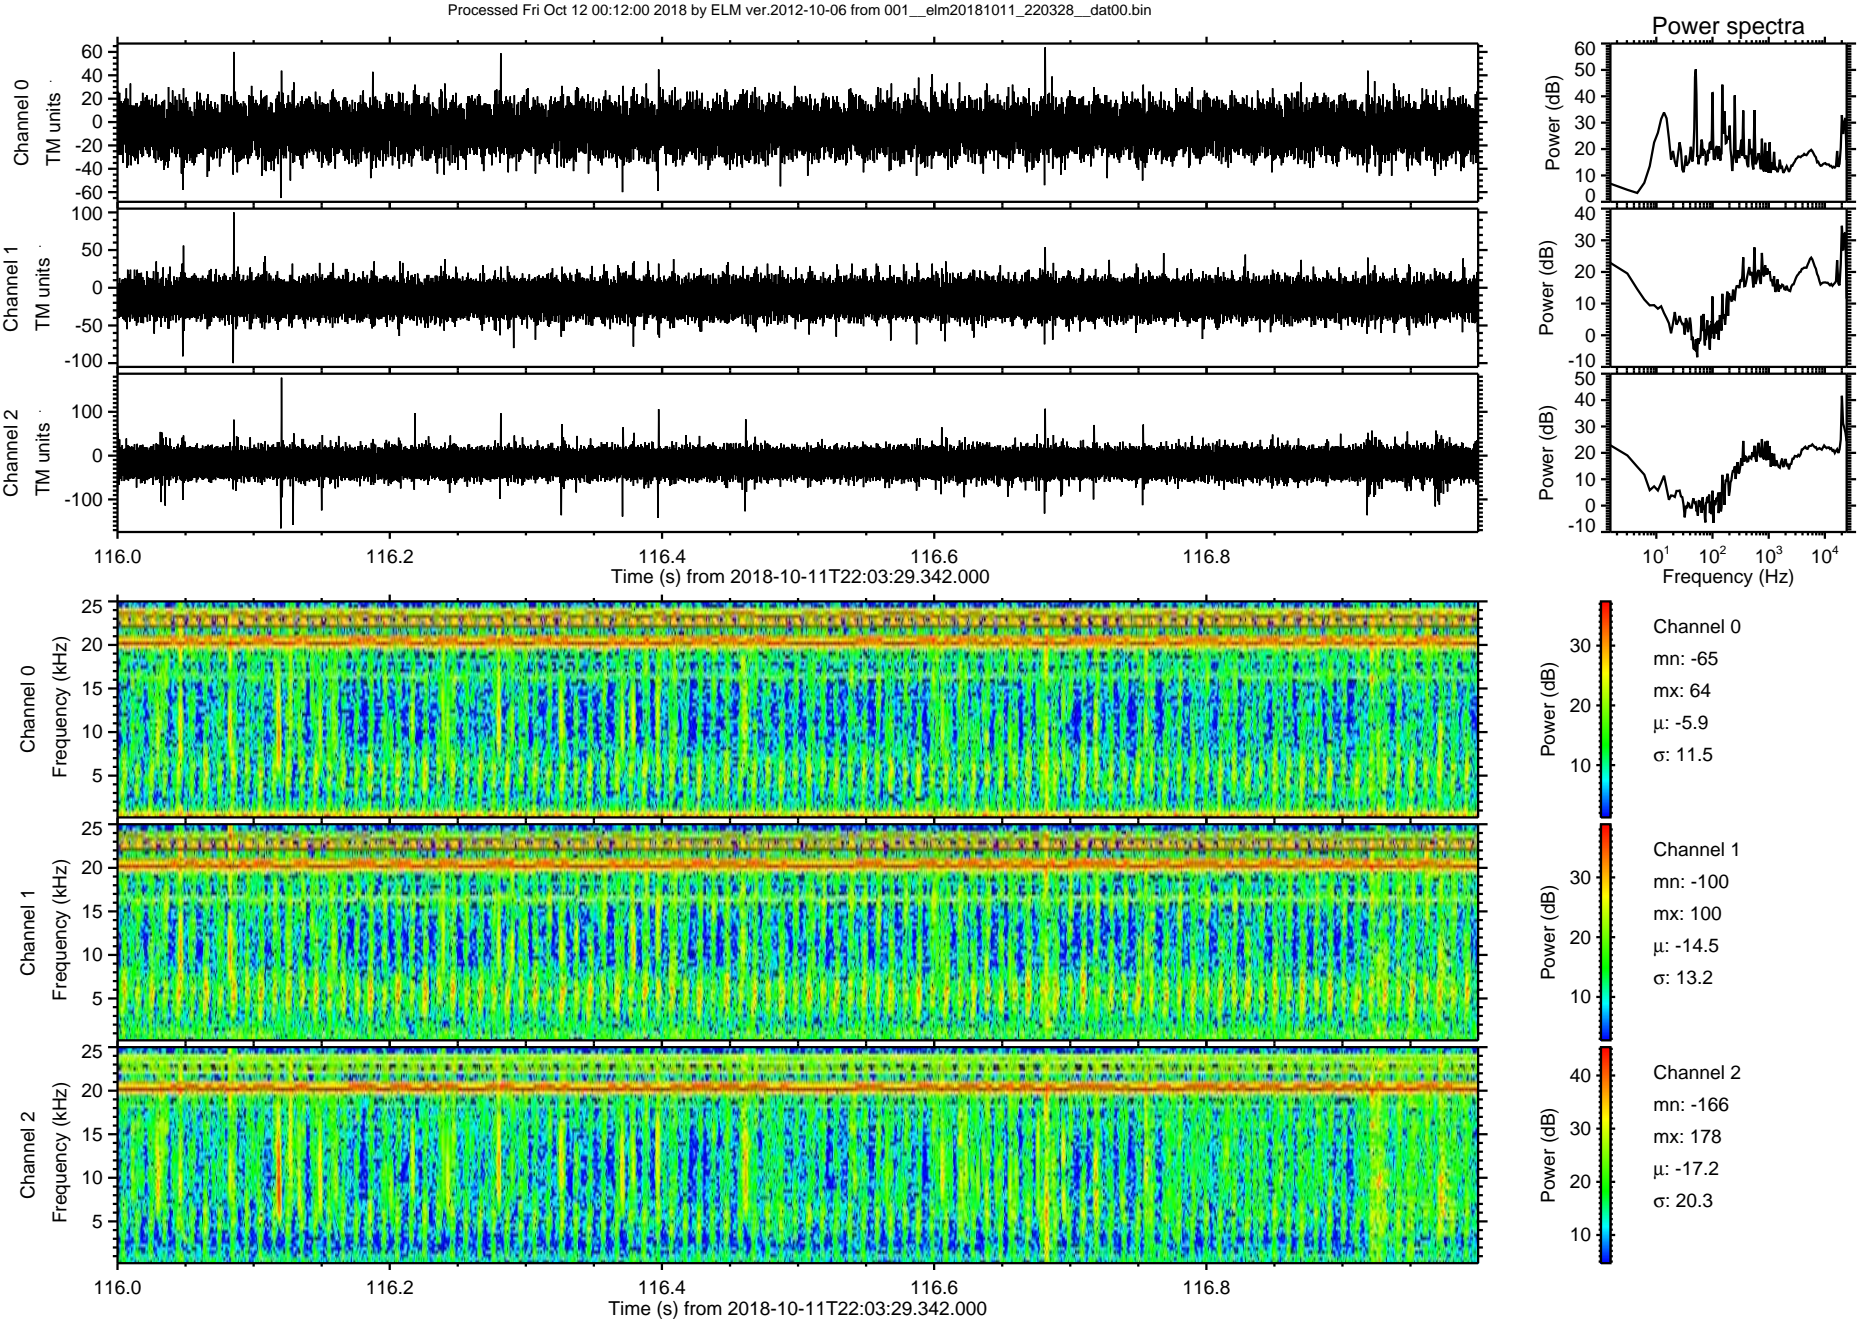 Processed Fri Oct 12 00:12:00 2018 by ELM ver.2012-10-06 from 001__elm20181011_220328__dat00.bin
Power spectra
Channel 0
TM units
60
40
20
0
-20
-40
-60
Power (dB)
60
50
40
30
20
10
0
Channel 1
TM units
100
50
0
-50
-100
Power (dB)
40
30
20
10
0
-10
Channel 2
TM units
100
0
-100
Power (dB)
50
40
30
20
10
0
-10
116.0 116.2 116.4 116.6 116.8
Time (s) from 2018-10-11T22:03:29.342.000
10¹ 10² 10³ 10⁴
Frequency (Hz)
Channel 0
Frequency (kHz)
25
20
15
10
5
Power (dB)
30
20
10
Channel 0
mn: -65
mx: 64
μ: -5.9
σ: 11.5
Channel 1
Frequency (kHz)
25
20
15
10
5
Power (dB)
30
20
10
Channel 1
mn: -100
mx: 100
μ: -14.5
σ: 13.2
Channel 2
Frequency (kHz)
25
20
15
10
5
Power (dB)
40
30
20
10
Channel 2
mn: -166
mx: 178
μ: -17.2
σ: 20.3
116.0 116.2 116.4 116.6 116.8
Time (s) from 2018-10-11T22:03:29.342.000